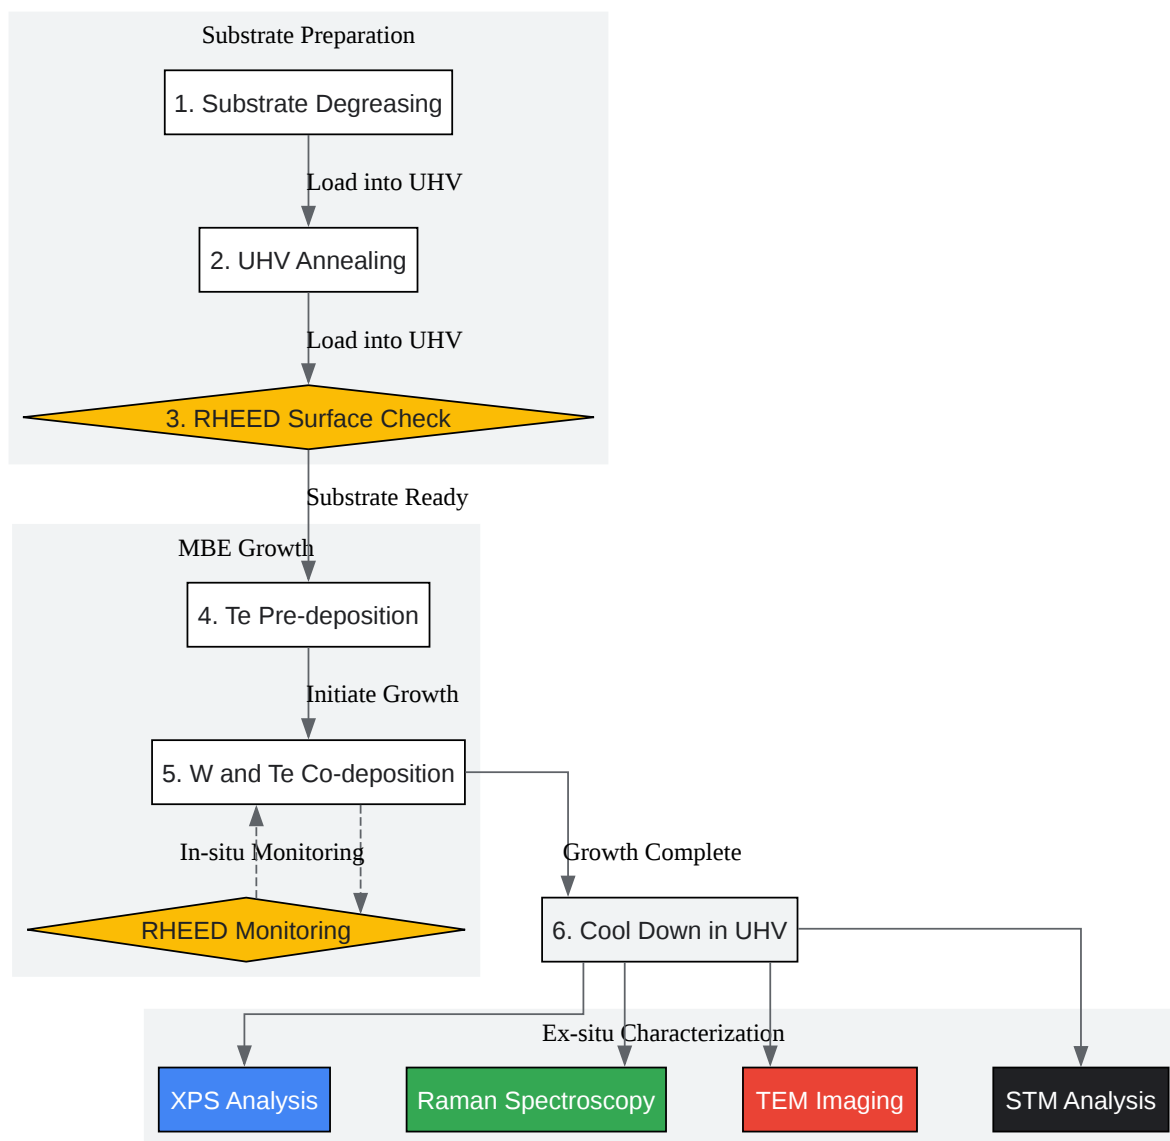 Substrate Preparation
1. Substrate Degreasing
Load into UHV
2. UHV Annealing
Load into UHV
3. RHEED Surface Check
Substrate Ready
MBE Growth
4. Te Pre-deposition
Initiate Growth
5. W and Te Co-deposition
In-situ Monitoring
Growth Complete
RHEED Monitoring
6. Cool Down in UHV
Ex-situ Characterization
XPS Analysis
Raman Spectroscopy
TEM Imaging
STM Analysis